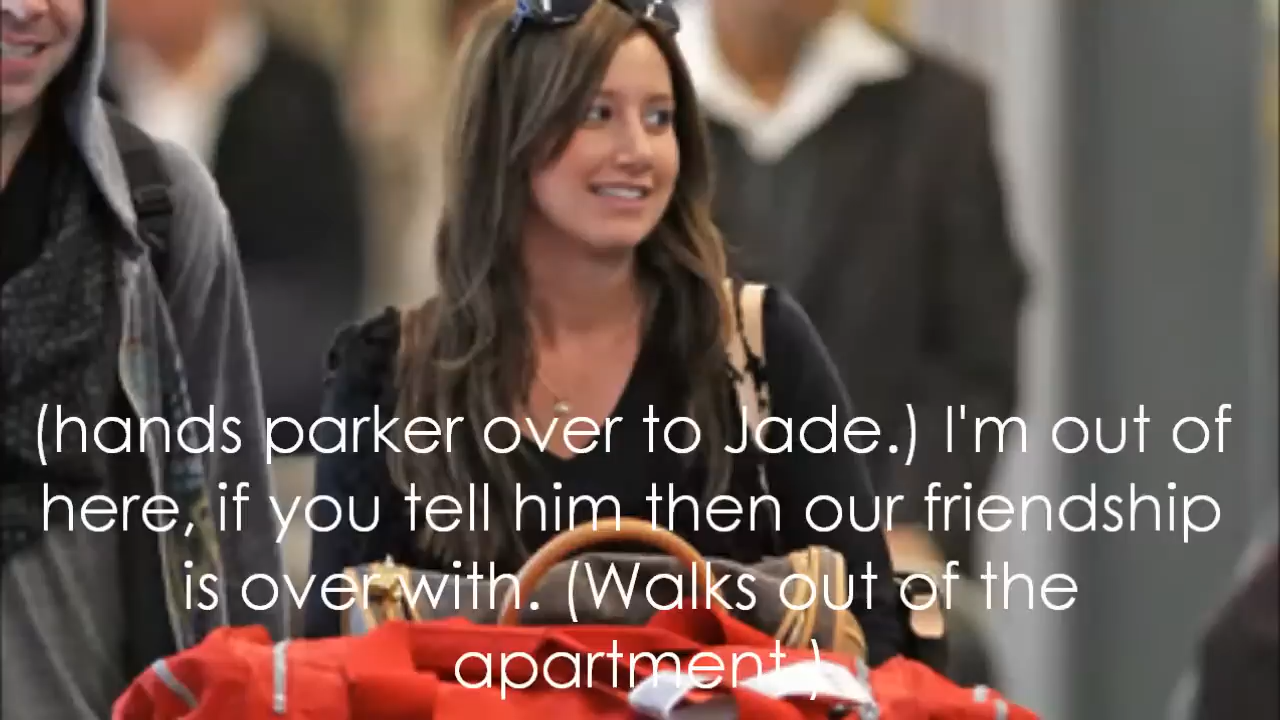 (hands parker over to Jade.) I'm out of
here, if you tell him then our friendship
is over with. (Walks out of the
apartment.)